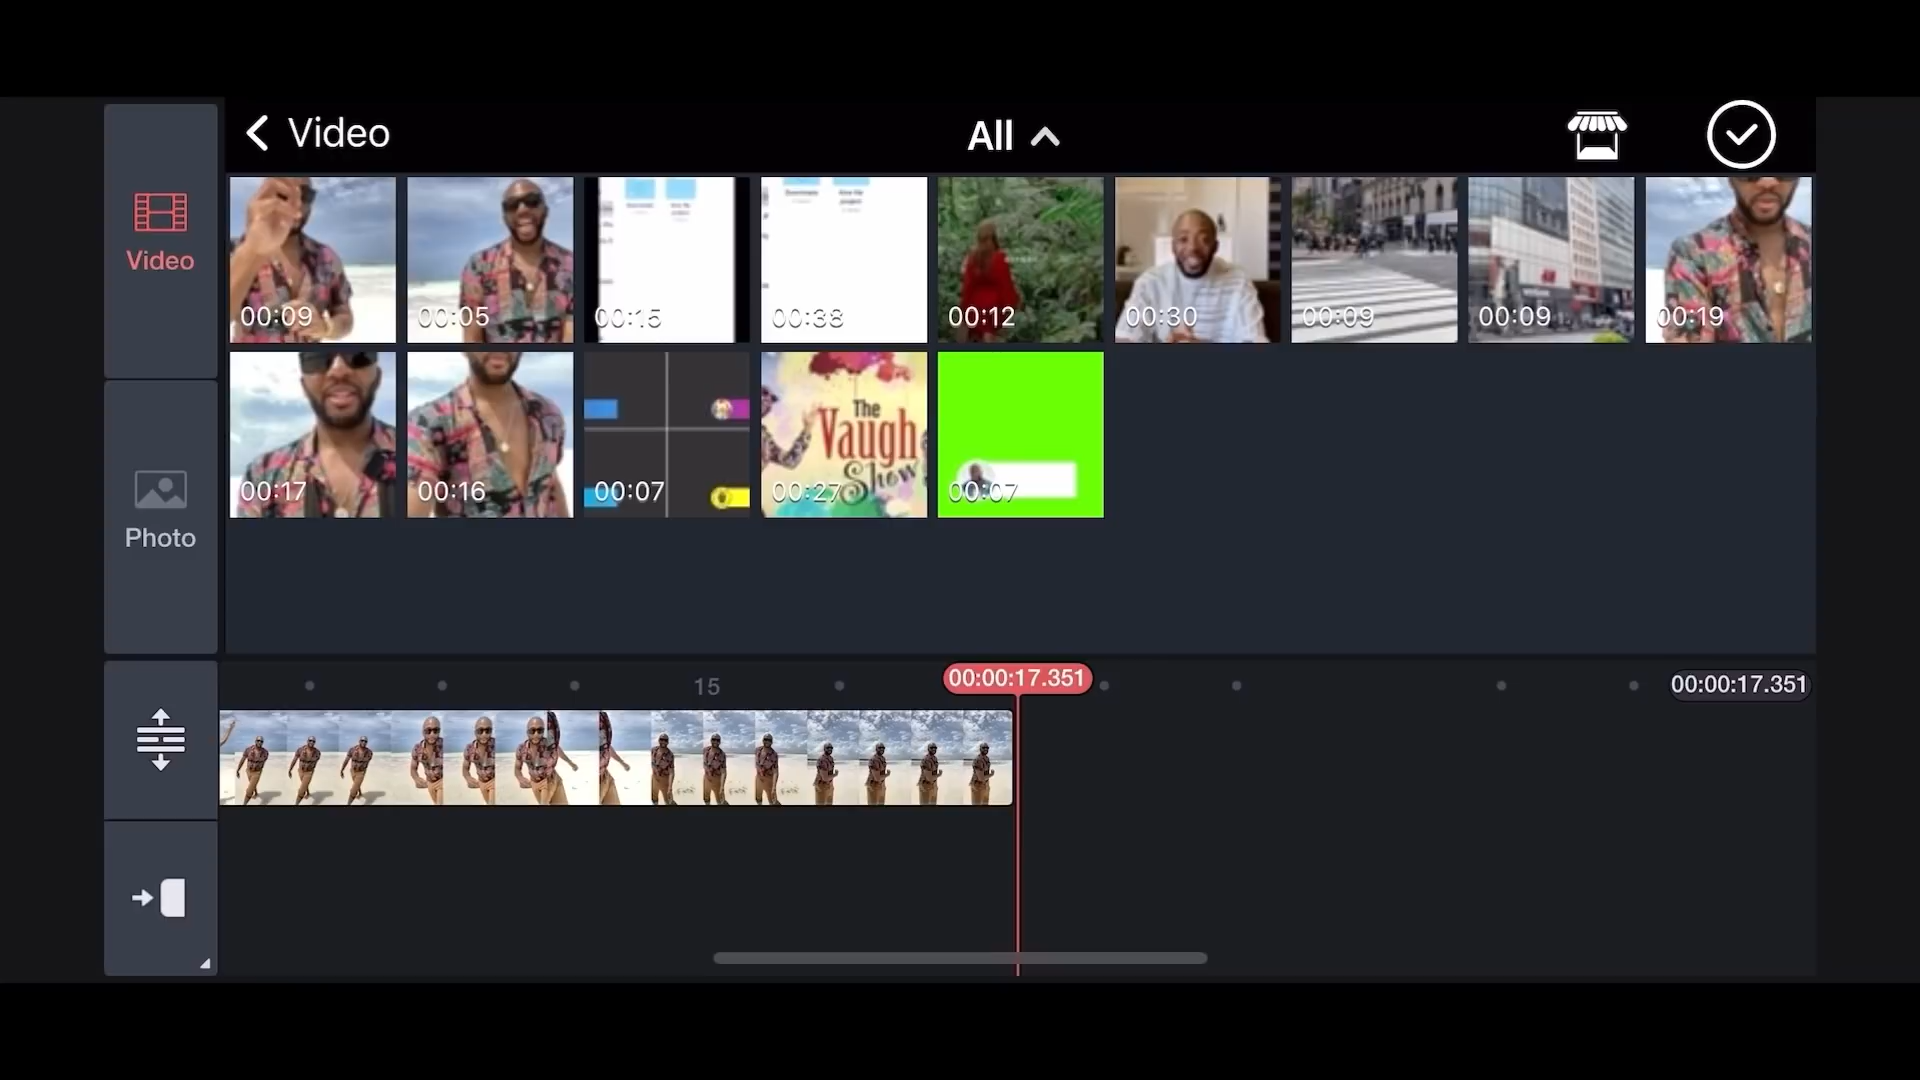 Video
All
Video
00:09
00:05
00:15
00:38
00:12
00:30
00:09
00:09
00:19
Photo
00:17
00:16
00:07
The
Vaugh
Show
00:27
00:07
15
00:00:17.351
00:00:17.351